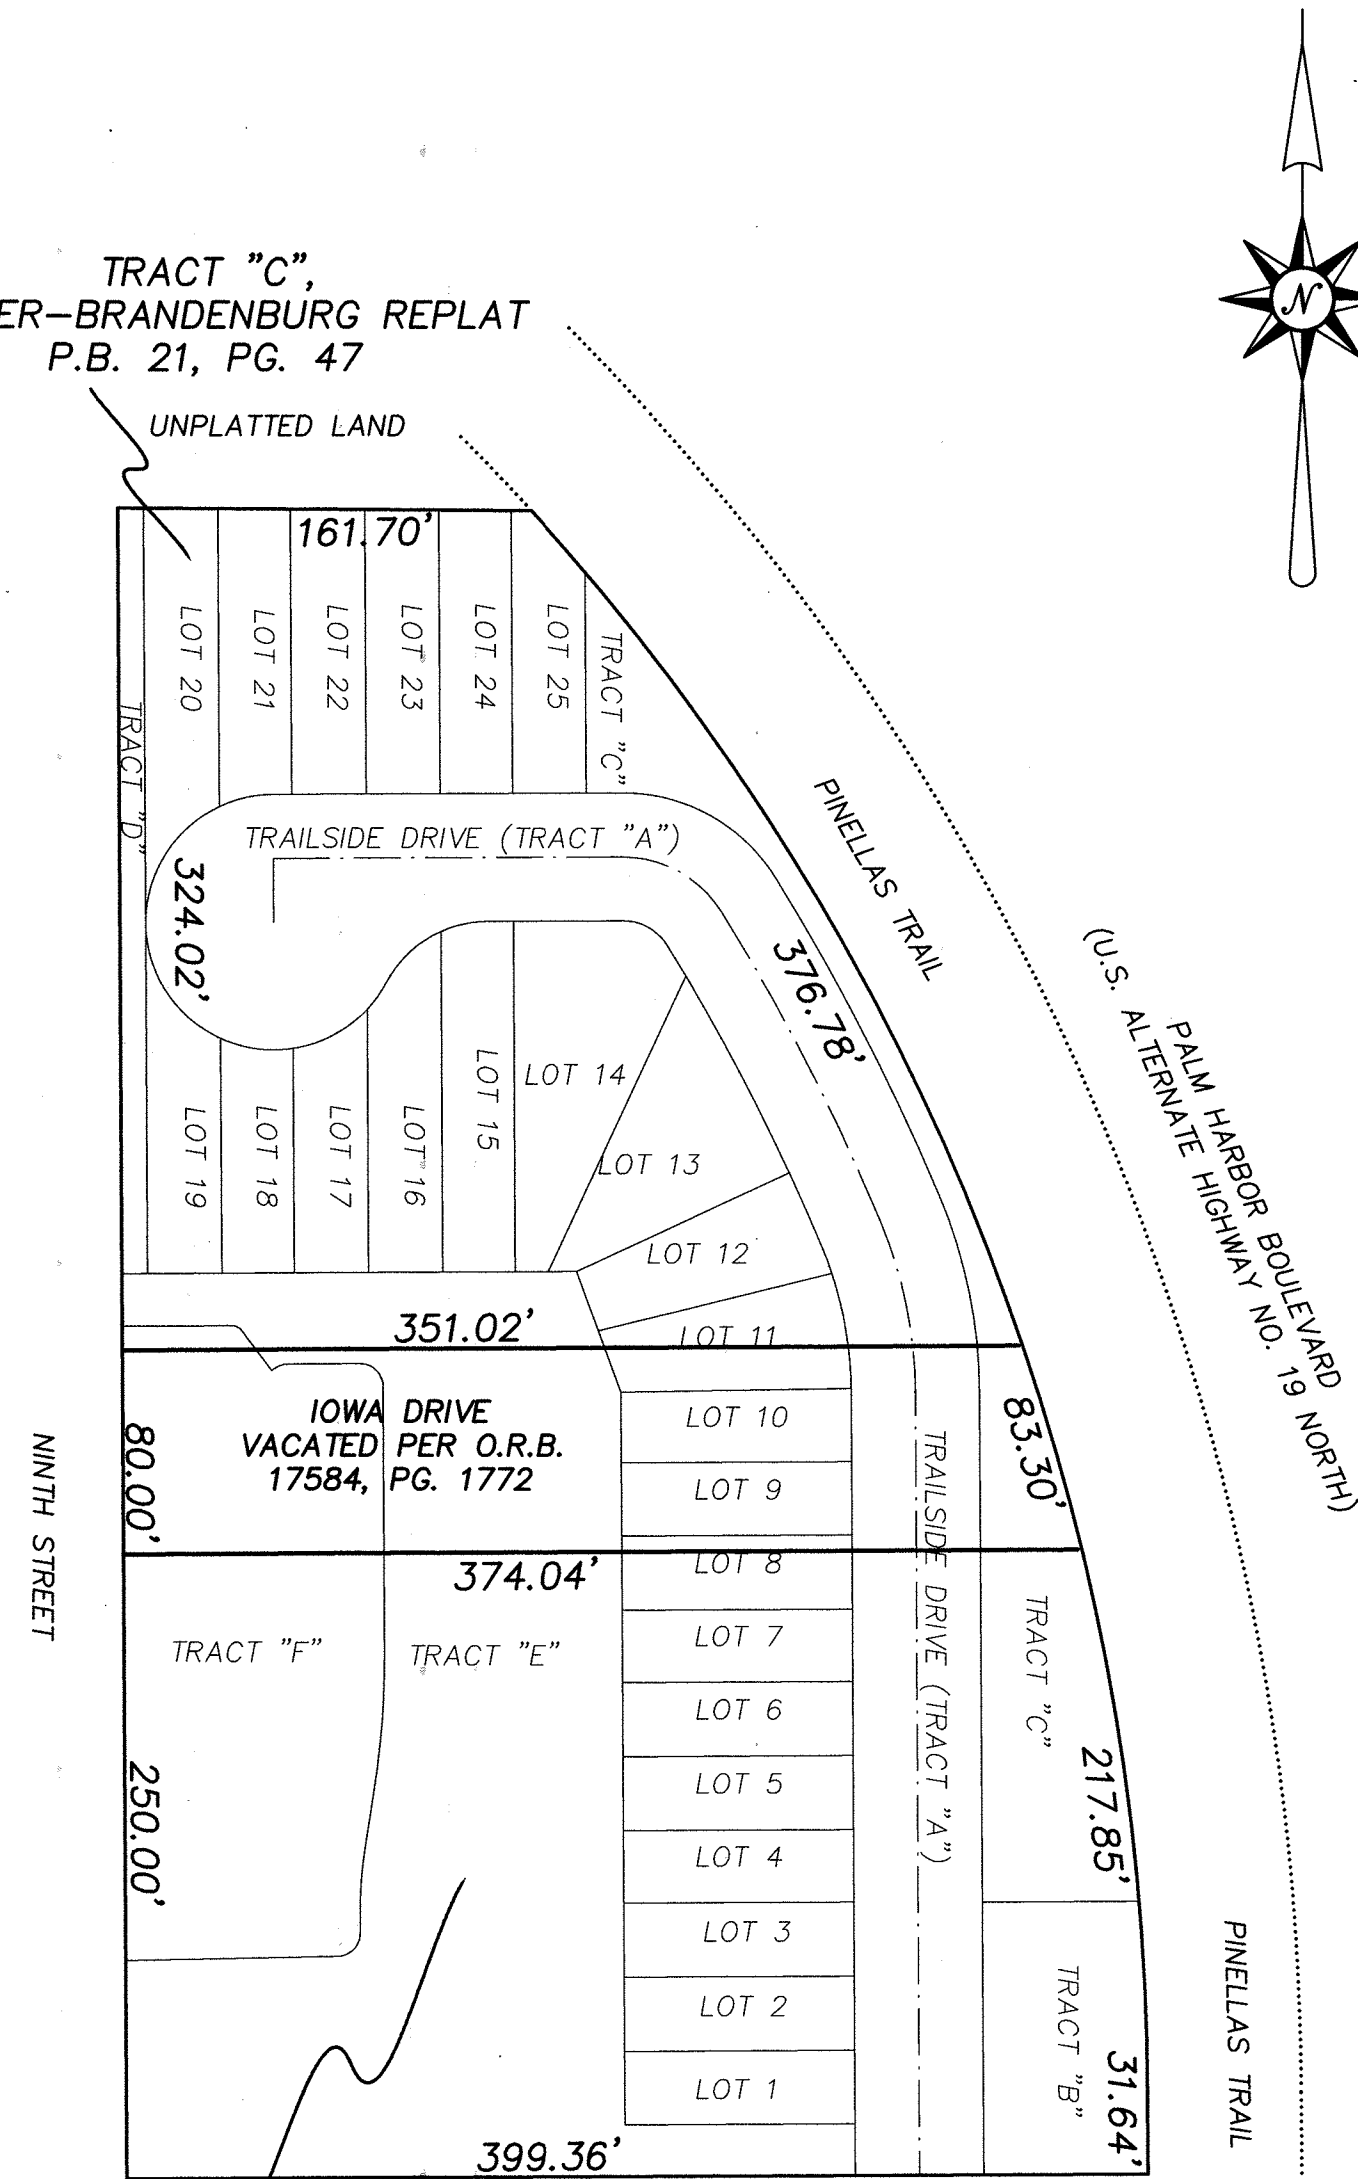 N
TRACT "C",
ER-BRANDENBURG REPLAT
P.B. 21, PG. 47
UNPLATTED LAND
161.70'
LOT 20
LOT 21
LOT 22
LOT 23
LOT 24
LOT 25
TRACT "C"
TRACT "D"
TRAILSIDE DRIVE (TRACT "A")
324.02'
PINELLAS TRAIL
376.78'
PALM HARBOR BOULEVARD
(U.S. ALTERNATE HIGHWAY NO. 19 NORTH)
LOT 19
LOT 18
LOT 17
LOT 16
LOT 15
LOT 14
LOT 13
LOT 12
LOT 11
351.02'
IOWA DRIVE
VACATED PER O.R.B.
17584, PG. 1772
80.00'
83.30'
LOT 10
LOT 9
LOT 8
374.04'
NINTH STREET
TRACT "F"
TRACT "E"
LOT 7
LOT 6
LOT 5
LOT 4
LOT 3
LOT 2
LOT 1
TRAILSIDE DRIVE (TRACT "A")
TRACT "C"
217.85'
250.00'
TRACT "B"
31.64'
PINELLAS TRAIL
399.36'